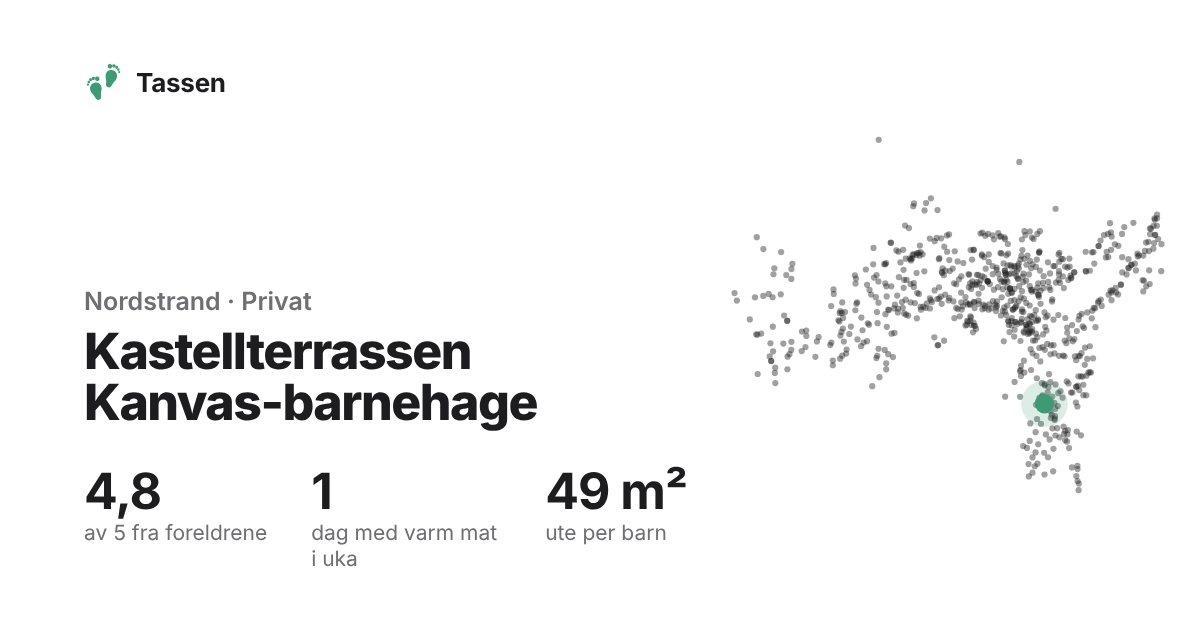 Tassen
Nordstrand · Privat
Kastellterrassen
Kanvas-barnehage
4,8
av 5 fra foreldrene
1
dag med varm mat
i uka
49 m²
ute per barn